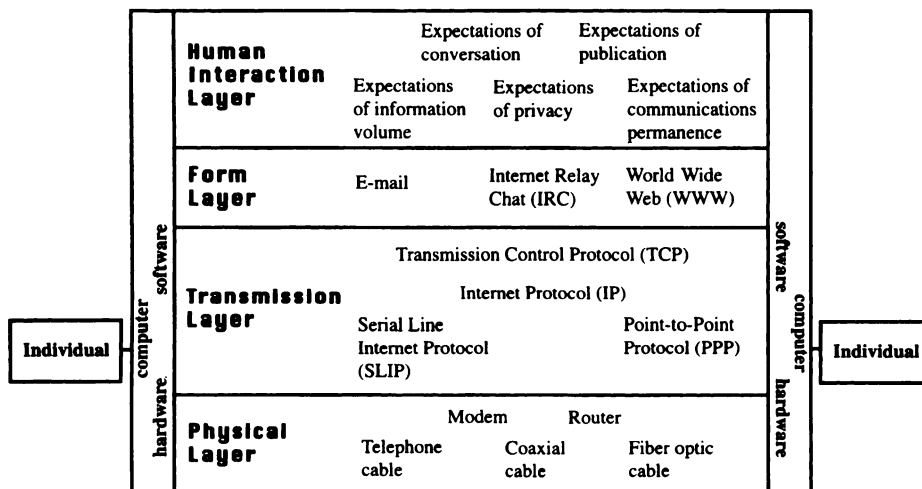 Human
Interaction
Layer
Expectations of
conversation
Expectations of
publication
Expectations
of information
volume
Expectations
of privacy
Expectations of
communications
permanence
Form
Layer
E-mail
Internet Relay
Chat (IRC)
World Wide
Web (WWW)
Transmission
Layer
Transmission Control Protocol (TCP)
Internet Protocol (IP)
Serial Line
Internet Protocol
(SLIP)
Point-to-Point
Protocol (PPP)
Physical
Layer
Modem
Router
Telephone
cable
Coaxial
cable
Fiber optic
cable
Individual
computer
software
hardware
software
hardware
computer
Individual